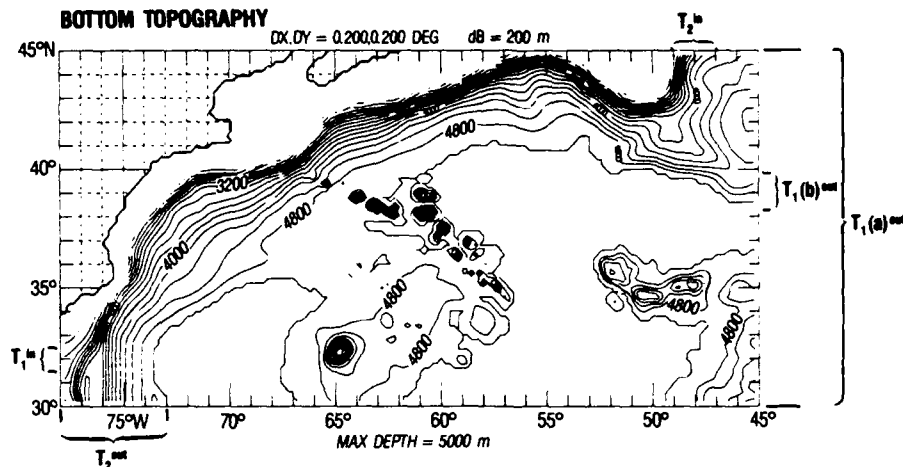 BOTTOM TOPOGRAPHY
DX,DY = 0.200,0.200 DEG dB = 200 m
T₂ⁱⁿ
45°N
40°
35°
30°
3200
4000
4800
4800
4800
4800
4800
4800
4800
T₁(b)ᵒᵘᵗ
T₁(a)ᵒᵘᵗ
T₁ⁱⁿ
75°W 70° 65° 60° 55° 50° 45°
MAX DEPTH = 5000 m
T₂ᵒᵘᵗ